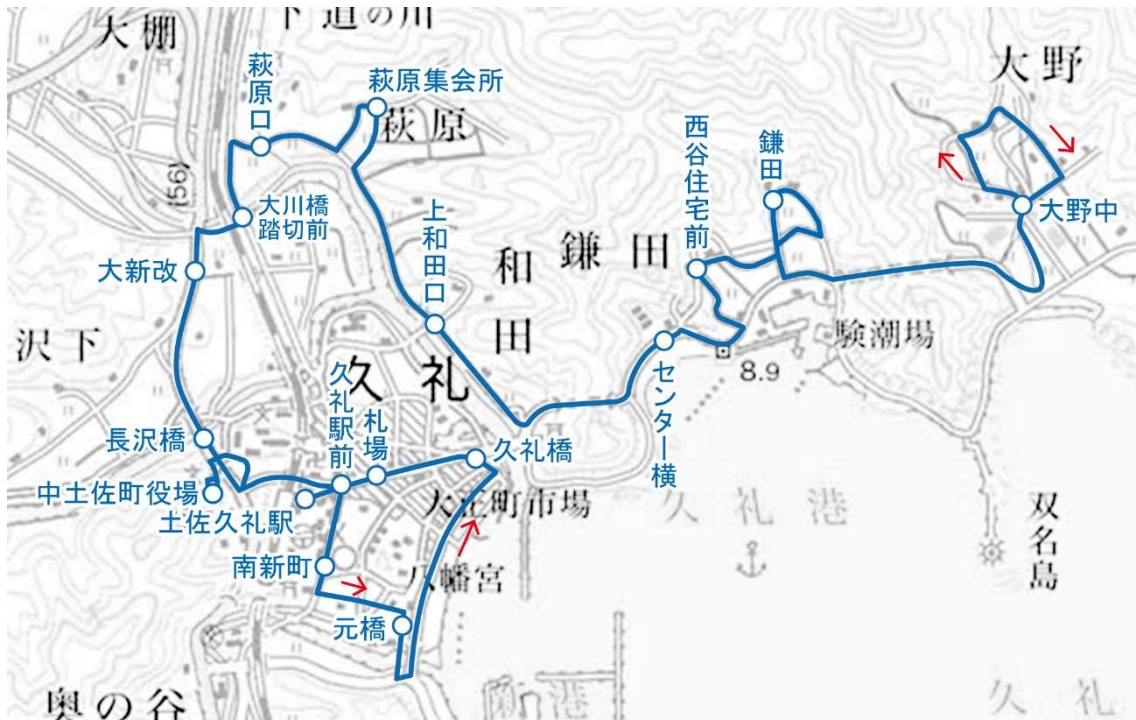 大棚
下道の川
萩原口
萩原集会所
萩原
大野
西谷住宅前
鎌田
大野中
(56)
大川橋
踏切前
上和田口
和田
鎌田
大新改
沢下
久礼
センター横
験潮場
8.9
久礼駅前
札場
長沢橋
久礼橋
中土佐町役場
土佐久礼駅
大正町市場
久礼港
双名島
南新町
八幡宮
元橋
奥の谷
港
久礼